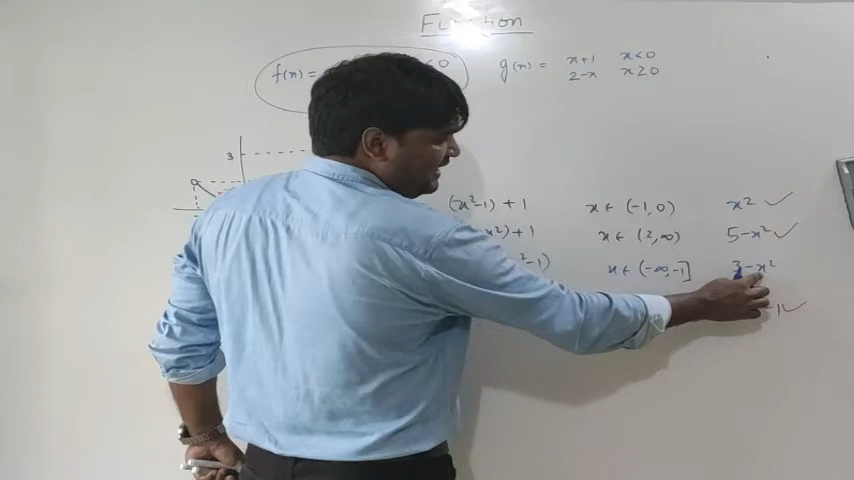 Function
f(x) = < 0
g(x) = x+1 x<0
2-x x≥0
3
(x²-1) + 1 x ∈ (-1,0) x² ✓
x²) + 1 x ∈ (2,∞) 5-x² ✓
²-1) x ∈ (-∞,-1] 3-x²
-1 ✓